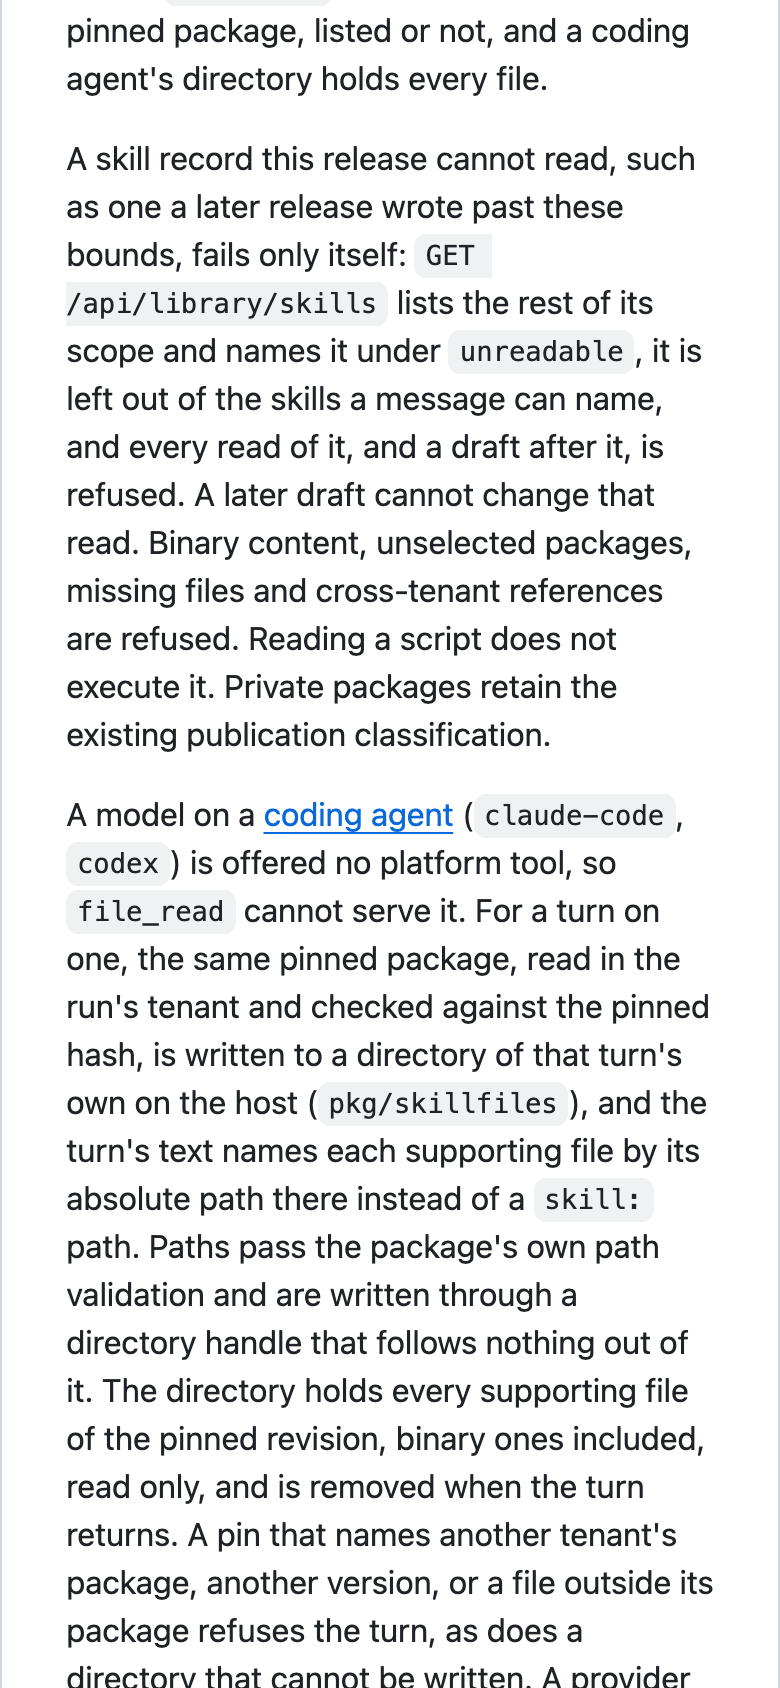 pinned package, listed or not, and a coding
agent's directory holds every file.
A skill record this release cannot read, such
as one a later release wrote past these
bounds, fails only itself: GET
/api/library/skills lists the rest of its
scope and names it under unreadable, it is
left out of the skills a message can name,
and every read of it, and a draft after it, is
refused. A later draft cannot change that
read. Binary content, unselected packages,
missing files and cross-tenant references
are refused. Reading a script does not
execute it. Private packages retain the
existing publication classification.
A model on a coding agent (claude-code,
codex) is offered no platform tool, so
file_read cannot serve it. For a turn on
one, the same pinned package, read in the
run's tenant and checked against the pinned
hash, is written to a directory of that turn's
own on the host (pkg/skillfiles), and the
turn's text names each supporting file by its
absolute path there instead of a skill:
path. Paths pass the package's own path
validation and are written through a
directory handle that follows nothing out of
it. The directory holds every supporting file
of the pinned revision, binary ones included,
read only, and is removed when the turn
returns. A pin that names another tenant's
package, another version, or a file outside its
package refuses the turn, as does a
directory that cannot be written. A provider